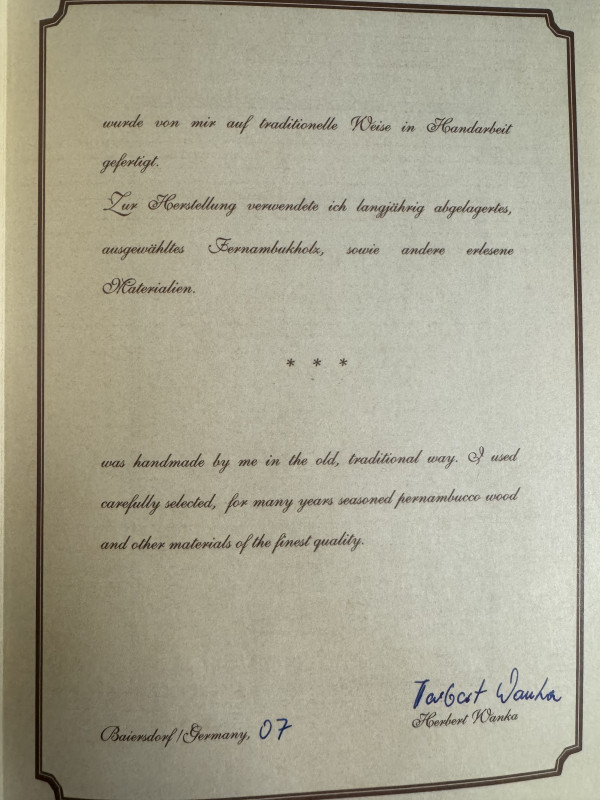 wurde von mir auf traditionelle Weise in Handarbeit
gefertigt.
Zur Herstellung verwendete ich langjährig abgelagertes,
ausgewähltes Fernambukholz, sowie andere erlesene
Materialien.
* * *
was handmade by me in the old, traditional way. I used
carefully selected, for many years seasoned pernambucco wood
and other materials of the finest quality.
Herbert Wanka
Baiersdorf/Germany, 07
Herbert Wanka